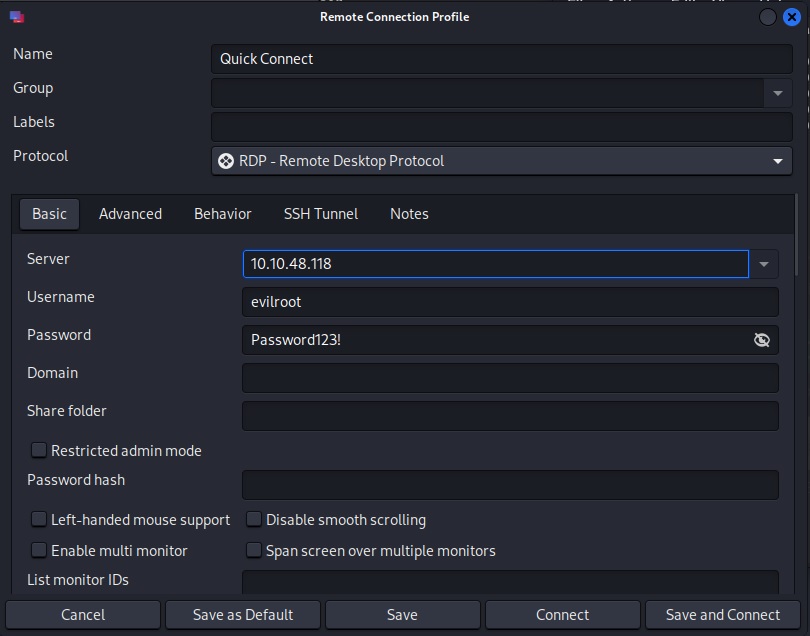 Remote Connection Profile
Name Quick Connect
Group
Labels
Protocol RDP - Remote Desktop Protocol
Basic Advanced Behavior SSH Tunnel Notes
Server 10.10.48.118
Username evilroot
Password Password123!
Domain
Share folder
Restricted admin mode
Password hash
Left-handed mouse support Disable smooth scrolling
Enable multi monitor Span screen over multiple monitors
List monitor IDs
Cancel Save as Default Save Connect Save and Connect